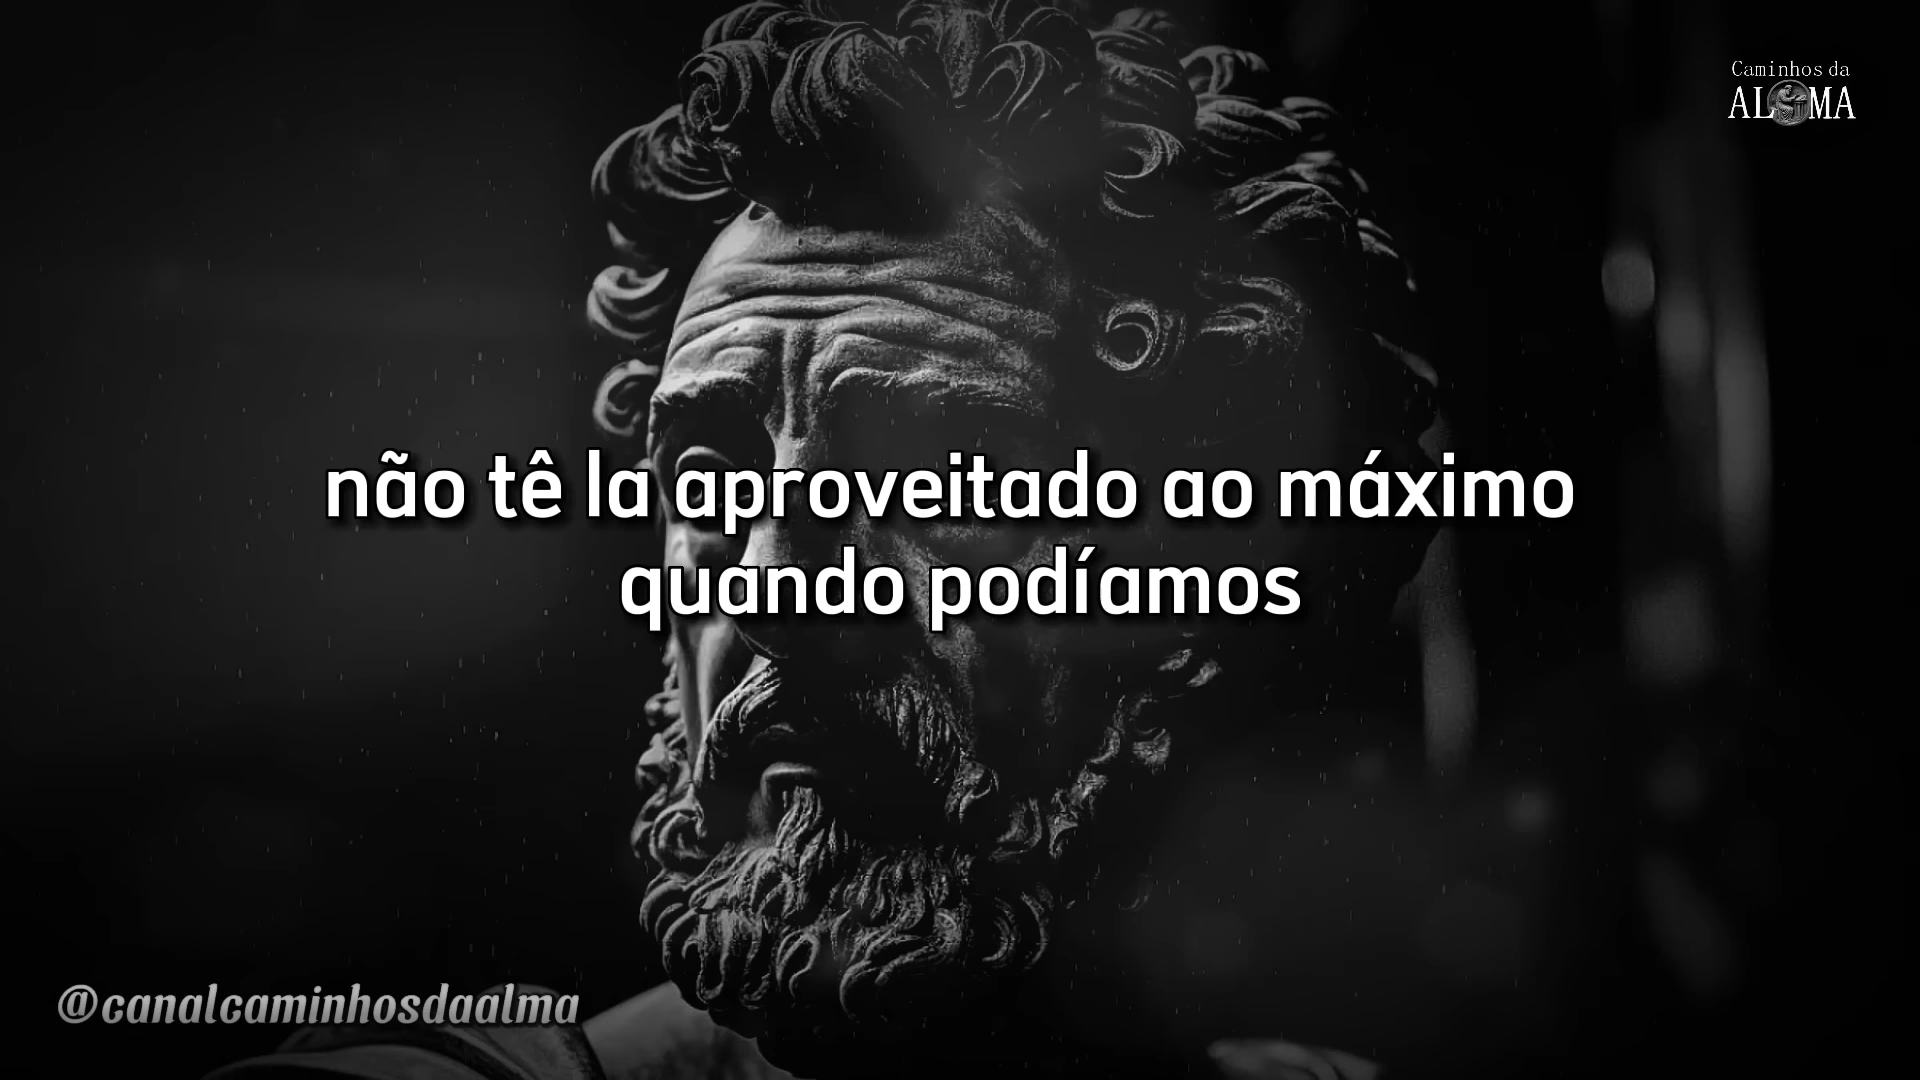 Caminhos da
ALMA
não tê la aproveitado ao máximo
quando podíamos
@canalcaminhosdaalma